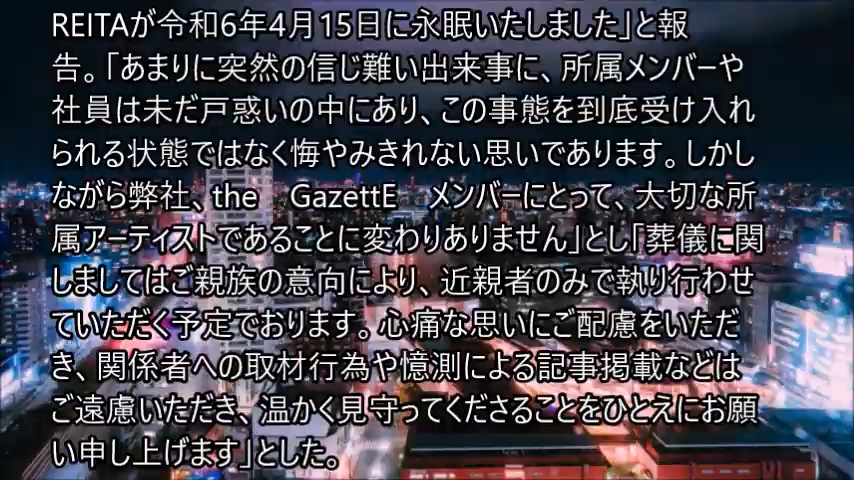 REITAが令和6年4月15日に永眠いたしました」と報
告。「あまりに突然の信じ難い出来事に、所属メンバーや
社員は未だ戸惑いの中にあり、この事態を到底受け入れ
られる状態ではなく悔やみきれない思いであります。しかし
ながら弊社、the　GazettE　メンバーにとって、大切な所
属アーティストであることに変わりありません」とし「葬儀に関
しましてはご親族の意向により、近親者のみで執り行わせ
ていただく予定でおります。心痛な思いにご配慮をいただ
き、関係者への取材行為や憶測による記事掲載などは
ご遠慮いただき、温かく見守ってくださることをひとえにお願
い申し上げます」とした。